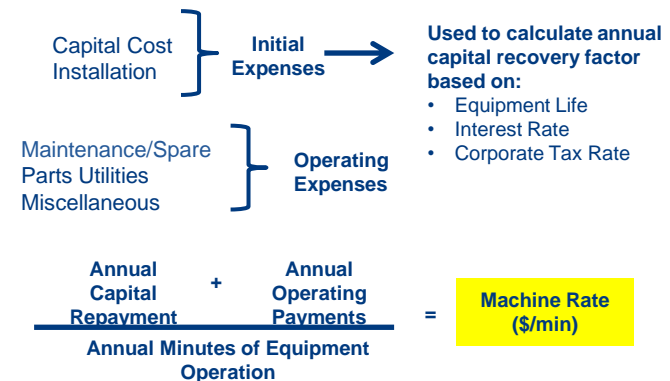 Capital Cost
Installation
Initial
Expenses
Used to calculate annual
capital recovery factor
based on:
• Equipment Life
• Interest Rate
• Corporate Tax Rate
Maintenance/Spare
Parts Utilities
Miscellaneous
Operating
Expenses
Annual
Capital
Repayment
+
Annual
Operating
Payments
=
Machine Rate
($/min)
Annual Minutes of Equipment
Operation